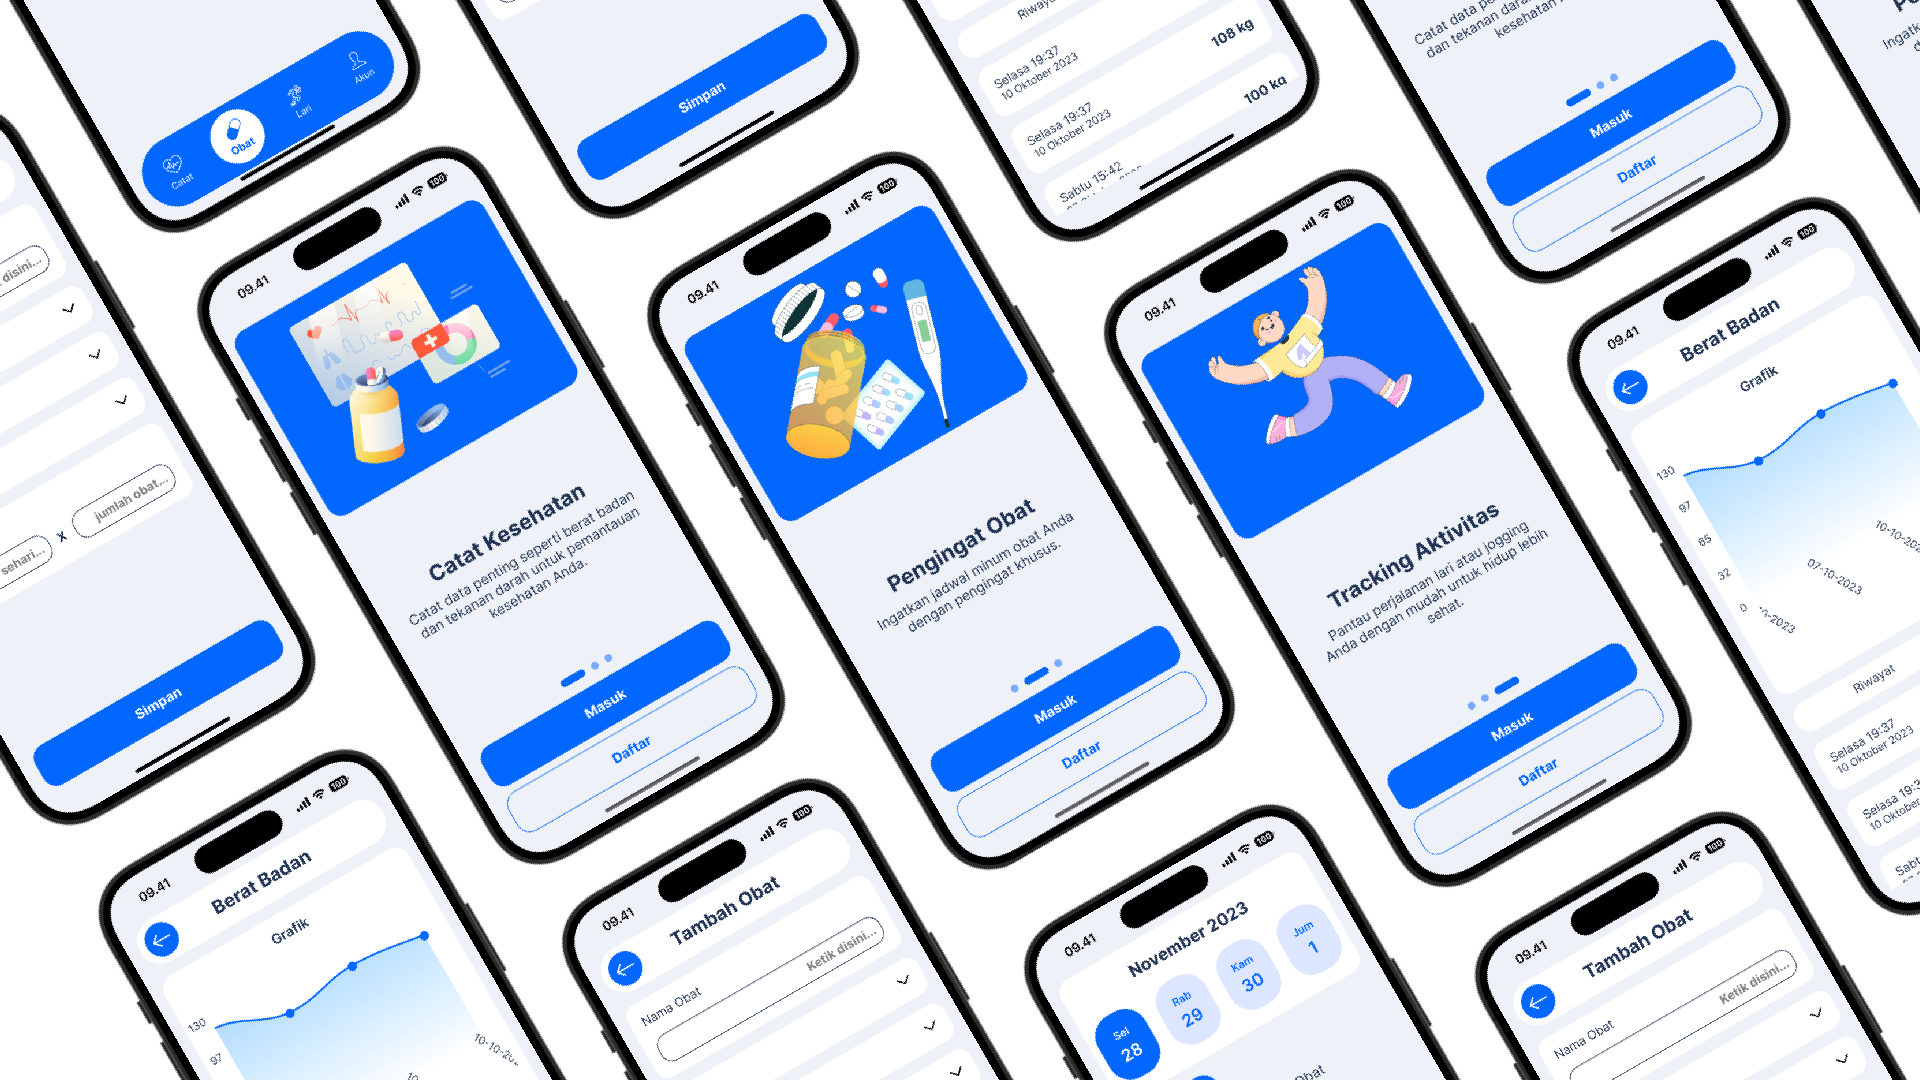 Catat
Obat
Lari
Akun
Simpan
108 kg
Selasa 19:37
10 Oktober 2023
100 kg
Selasa 19:37
10 Oktober 2023
Sabtu 15:42
Catat data
dan tekanan
kesehatan
Masuk
Daftar
Ingatk
disini...
jumlah obat...
x
sehari...
Simpan
09.41
100
Catat Kesehatan
Catat data penting seperti berat badan
dan tekanan darah untuk pemantauan
kesehatan Anda.
Masuk
Daftar
09.41
100
Pengingat Obat
Ingatkan jadwal minum obat Anda
dengan pengingat khusus.
Masuk
Daftar
09.41
100
Tracking Aktivitas
Pantau perjalanan lari atau jogging
Anda dengan mudah untuk hidup lebih
sehat.
Masuk
Daftar
09.41
100
Berat Badan
Grafik
130
97
65
32
0
-2023
07-10-2023
10-10-202
Riwayat
Selasa 19:37
10 Oktober 2023
Selasa 19:3
10 Oktober
Sabt
09.41
100
Berat Badan
Grafik
130
97
10-10-20
10
09.41
100
Tambah Obat
Nama Obat
Ketik disini...
09.41
100
November 2023
Sel
28
Rab
29
Kam
30
Jum
1
Obat
09.41
100
Tambah Obat
Nama Obat
Ketik disini...